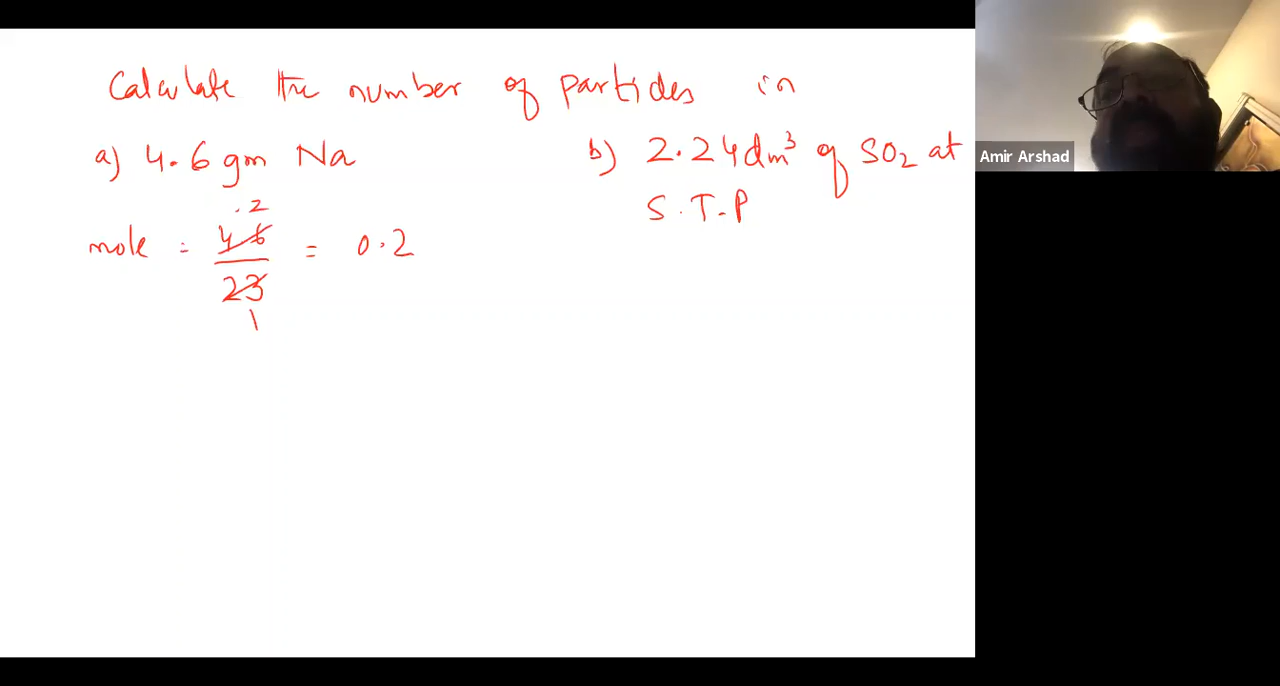 Calculate the number of particles in
a) 4.6 gm Na
b) 2.24 dm³ of SO₂ at
S.T.P
.2
mole = 4.6 = 0.2
23
1
Amir Arshad